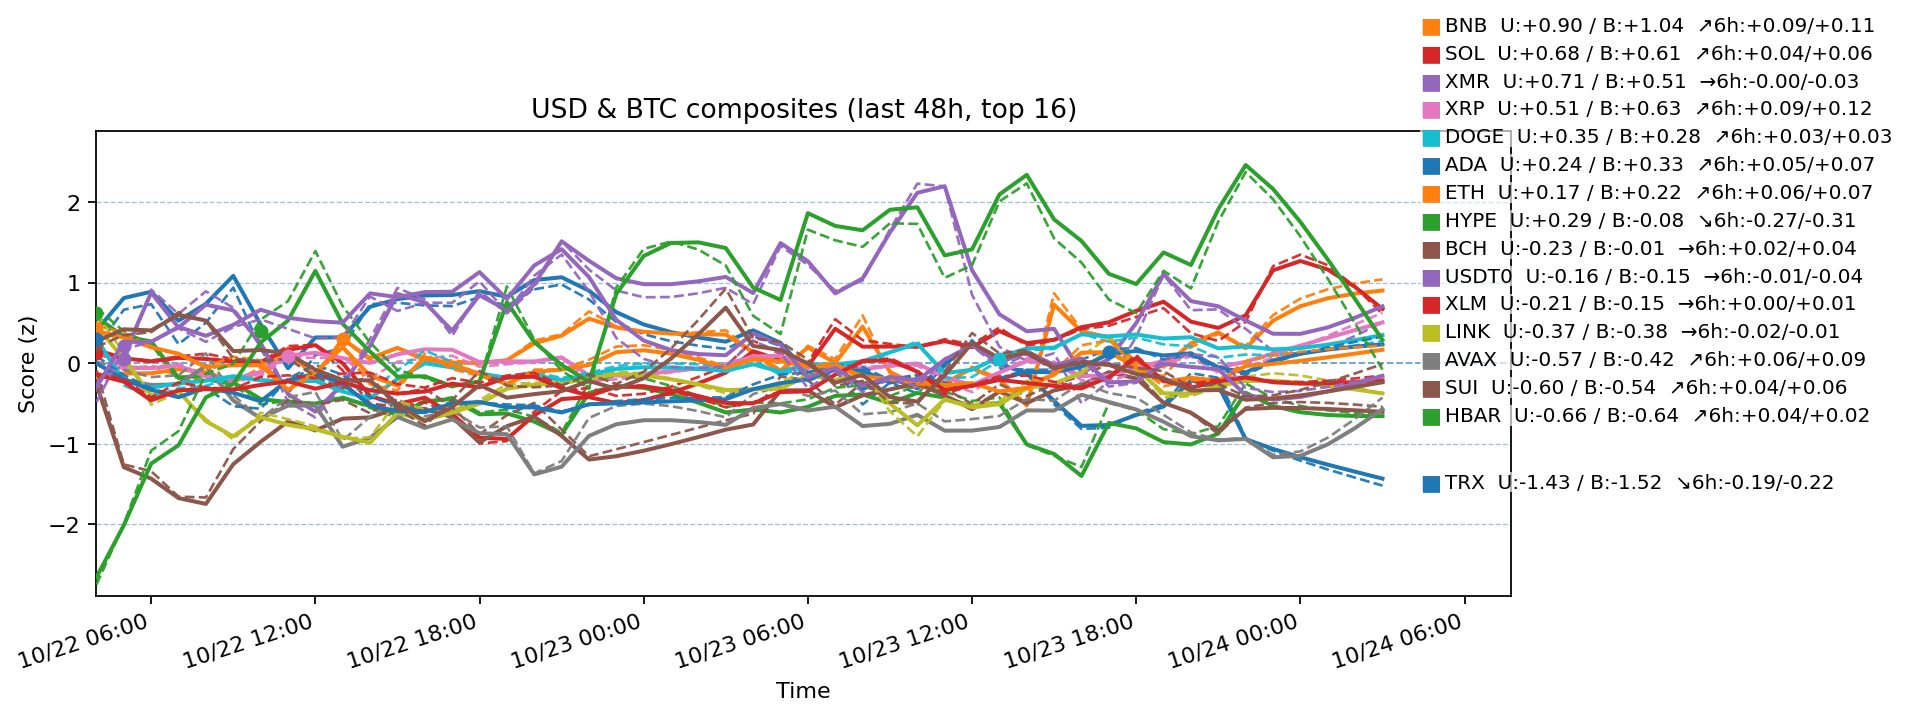 USD & BTC composites (last 48h, top 16)
BNB  U:+0.90 / B:+1.04  ↗6h:+0.09/+0.11
SOL  U:+0.68 / B:+0.61  ↗6h:+0.04/+0.06
XMR  U:+0.71 / B:+0.51  →6h:-0.00/-0.03
XRP  U:+0.51 / B:+0.63  ↗6h:+0.09/+0.12
DOGE  U:+0.35 / B:+0.28  ↗6h:+0.03/+0.03
ADA  U:+0.24 / B:+0.33  ↗6h:+0.05/+0.07
ETH  U:+0.17 / B:+0.22  ↗6h:+0.06/+0.07
HYPE  U:+0.29 / B:-0.08  ↘6h:-0.27/-0.31
BCH  U:-0.23 / B:-0.01  →6h:+0.02/+0.04
USDT0  U:-0.16 / B:-0.15  →6h:-0.01/-0.04
XLM  U:-0.21 / B:-0.15  →6h:+0.00/+0.01
LINK  U:-0.37 / B:-0.38  →6h:-0.02/-0.01
AVAX  U:-0.57 / B:-0.42  ↗6h:+0.06/+0.09
SUI  U:-0.60 / B:-0.54  ↗6h:+0.04/+0.06
HBAR  U:-0.66 / B:-0.64  ↗6h:+0.04/+0.02
TRX  U:-1.43 / B:-1.52  ↘6h:-0.19/-0.22
Score (z)
2
1
0
−1
−2
10/22 06:00
10/22 12:00
10/22 18:00
10/23 00:00
10/23 06:00
10/23 12:00
10/23 18:00
10/24 00:00
10/24 06:00
Time